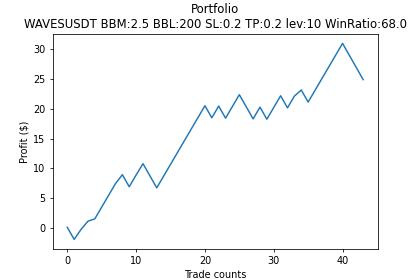 Portfolio
WAVESUSDT BBM:2.5 BBL:200 SL:0.2 TP:0.2 lev:10 WinRatio:68.0
30
25
20
15
10
5
0
Profit ($)
0 10 20 30 40
Trade counts